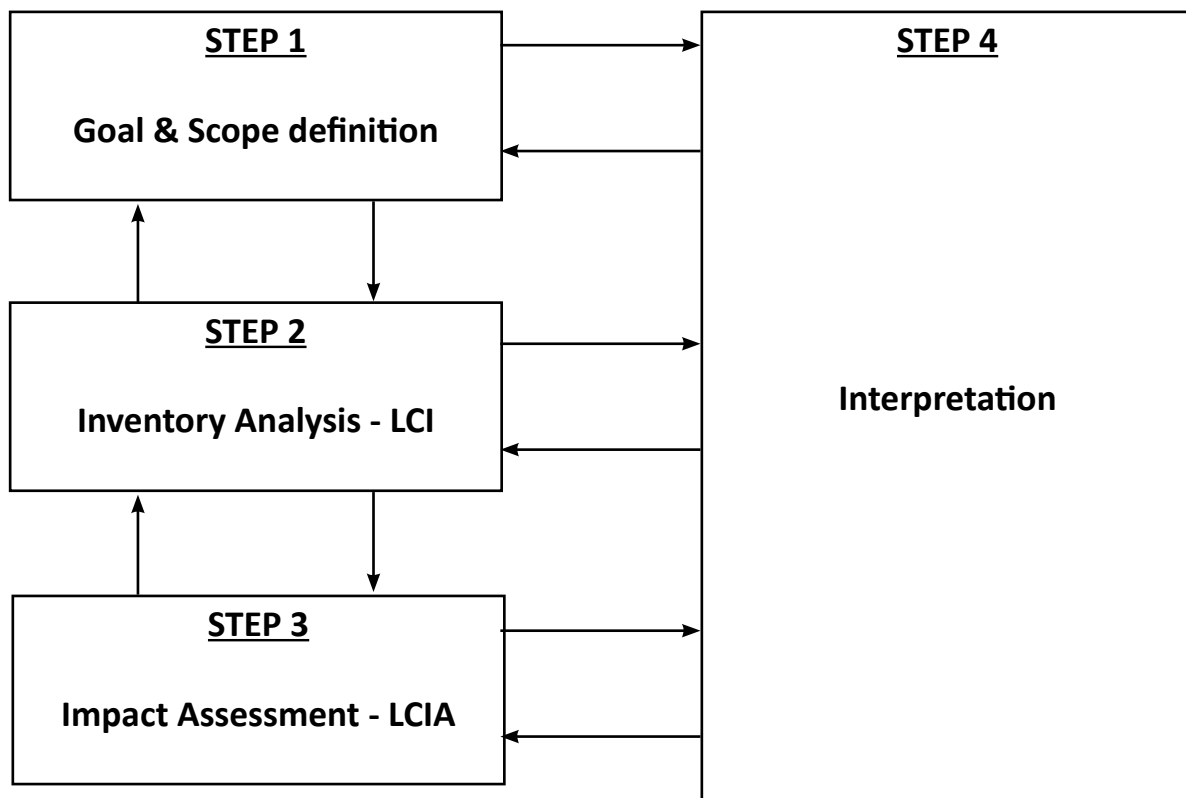 STEP 1
Goal & Scope definition
STEP 2
Inventory Analysis - LCI
STEP 3
Impact Assessment - LCIA
STEP 4
Interpretation